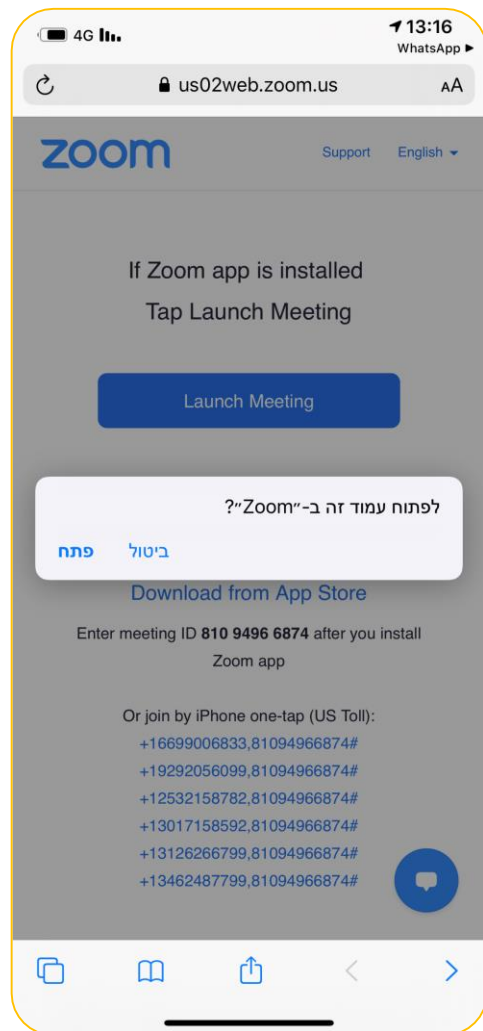 4G
13:16
WhatsApp
us02web.zoom.us
AA
zoom
Support
English
If Zoom app is installed
Tap Launch Meeting
Launch Meeting
לפתוח עמוד זה ב-״Zoom״?
ביטול
פתח
Download from App Store
Enter meeting ID 810 9496 6874 after you install
Zoom app
Or join by iPhone one-tap (US Toll):
+16699006833,81094966874#
+19292056099,81094966874#
+12532158782,81094966874#
+13017158592,81094966874#
+13126266799,81094966874#
+13462487799,81094966874#